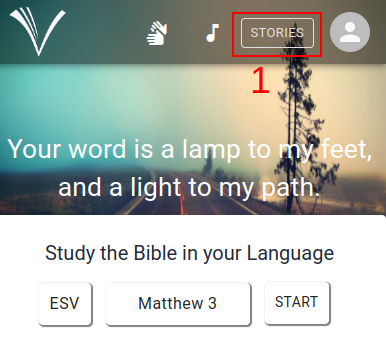 STORIES
1
Your word is a lamp to my feet,
and a light to my path.
Study the Bible in your Language
ESV Matthew 3 START